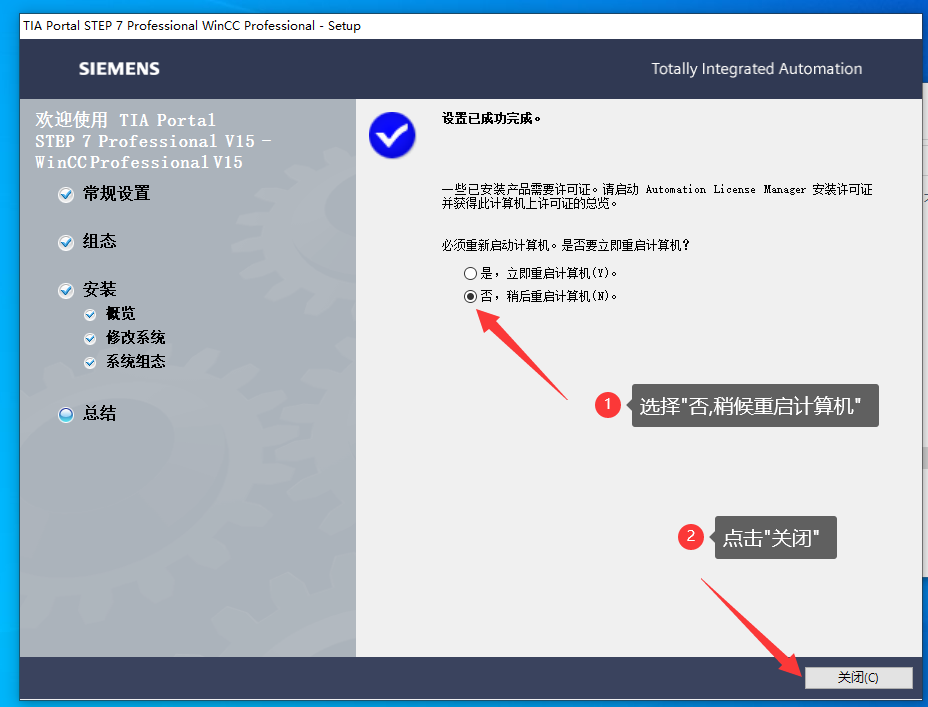 TIA Portal STEP 7 Professional WinCC Professional - Setup
SIEMENS
Totally Integrated Automation
欢迎使用 TIA Portal
STEP 7 Professional V15 -
WinCC Professional V15
常规设置
组态
安装
概览
修改系统
系统组态
总结
设置已成功完成。
一些已安装产品需要许可证。请启动 Automation License Manager 安装许可证
并获得此计算机上许可证的总览。
必须重新启动计算机。是否要立即重启计算机？
是，立即重启计算机(Y)。
否，稍后重启计算机(N)。
1 选择"否,稍候重启计算机"
2 点击"关闭"
关闭(C)